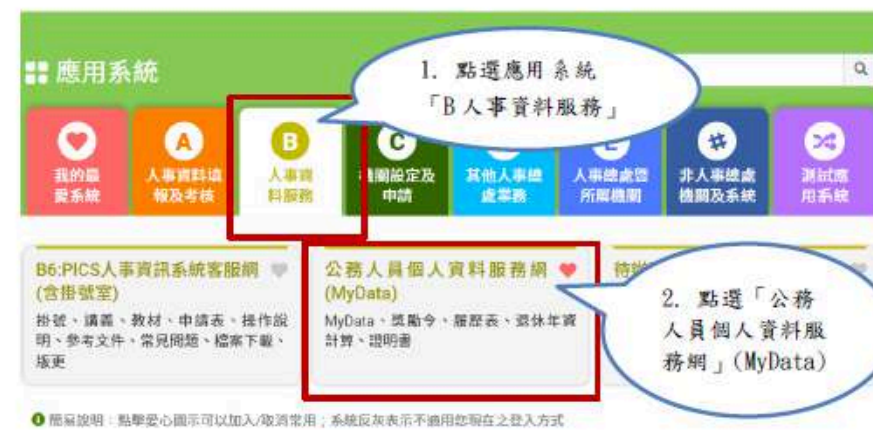 應用系統
1. 點選應用系統
「B人事資料服務」
A
B
C
我的最
愛系統
人事資料填
報及考核
人事資
料服務
機關設定及
申請
其他人事總
處業務
人事總處暨
所屬機關
非人事總處
機關及系統
測試應
用系統
B6:PICS人事資訊系統客服網
(含掛號室)
掛號、講義、教材、申請表、操作說
明、參考文件、常見問題、檔案下載、
版更
公務人員個人資料服務網
(MyData)
MyData、獎勵令、履歷表、退休年資
計算、證明書
2. 點選「公務
人員個人資料服
務網」(MyData)
簡易說明：點擊愛心圖示可以加入/取消常用；系統反灰表示不適用您現在之登入方式